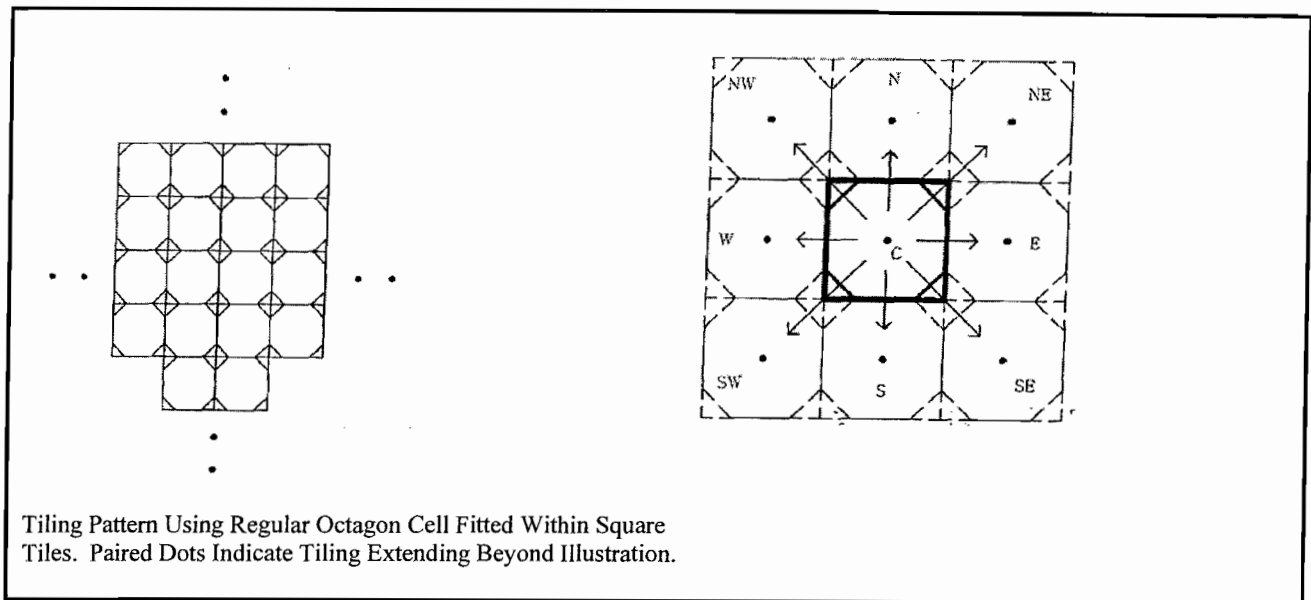 NW
N
NE
W
C
E
SW
S
SE
Tiling Pattern Using Regular Octagon Cell Fitted Within Square
Tiles. Paired Dots Indicate Tiling Extending Beyond Illustration.